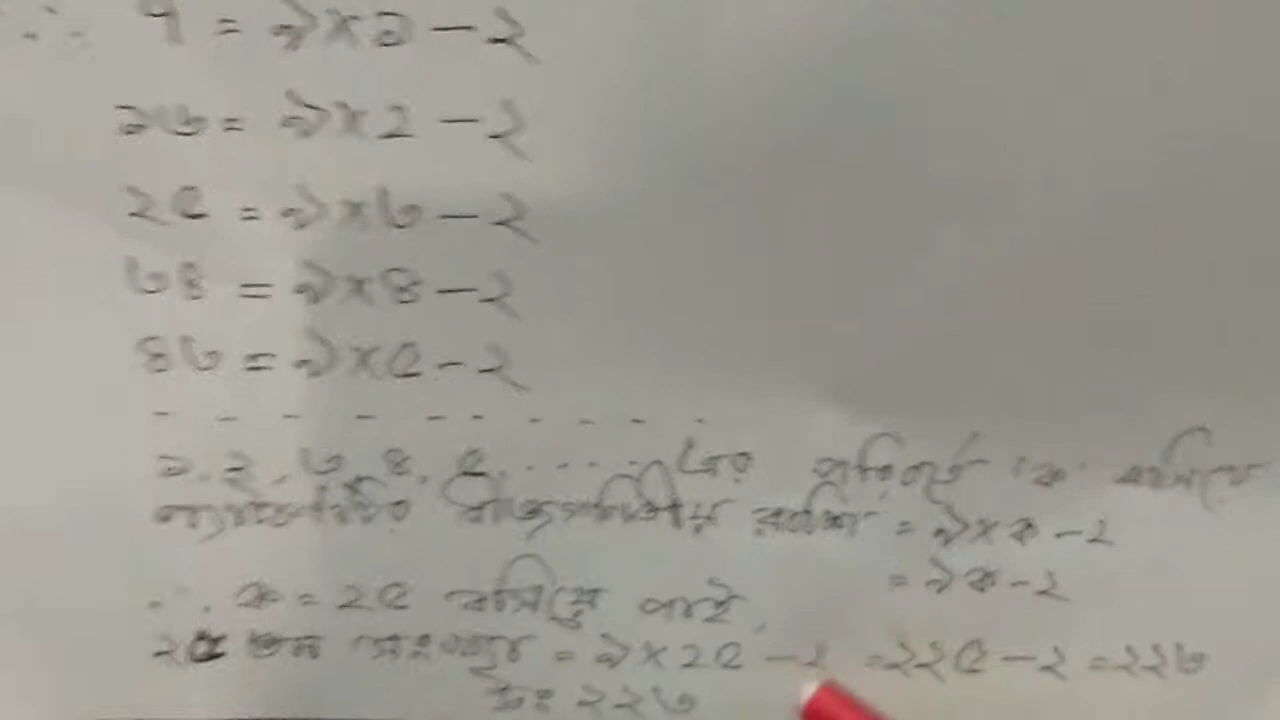 ∴ ৭ = ৯×১-২
১৬ = ৯×২-২
২৫ = ৯×৩-২
৩৪ = ৯×৪-২
৪৩ = ৯×৫-২
- - - - - - - - - - - -
১.২.৩.৪.৫...... এর পরিবর্তে 'ক' বসিয়ে
বীজগাণিতীয় রাশি = ৯×ক-২
= ৯ক-২
∴ ক = ২৫ বসিয়ে পাই,
২৫ তম সংখ্যা = ৯×২৫-২ =২২৫-২ =২২৩
উ: ২২৩